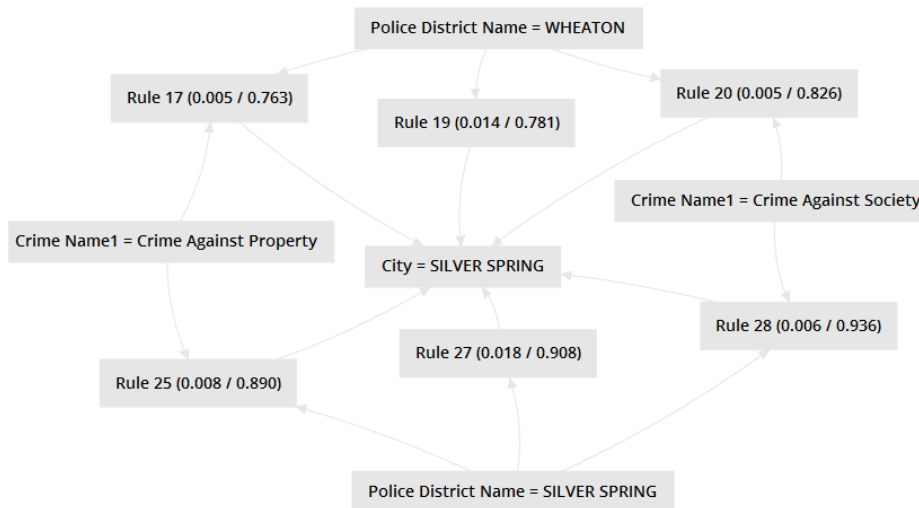 Police District Name = WHEATON
Rule 17 (0.005 / 0.763)
Rule 20 (0.005 / 0.826)
Rule 19 (0.014 / 0.781)
Crime Name1 = Crime Against Society
Crime Name1 = Crime Against Property
City = SILVER SPRING
Rule 28 (0.006 / 0.936)
Rule 27 (0.018 / 0.908)
Rule 25 (0.008 / 0.890)
Police District Name = SILVER SPRING